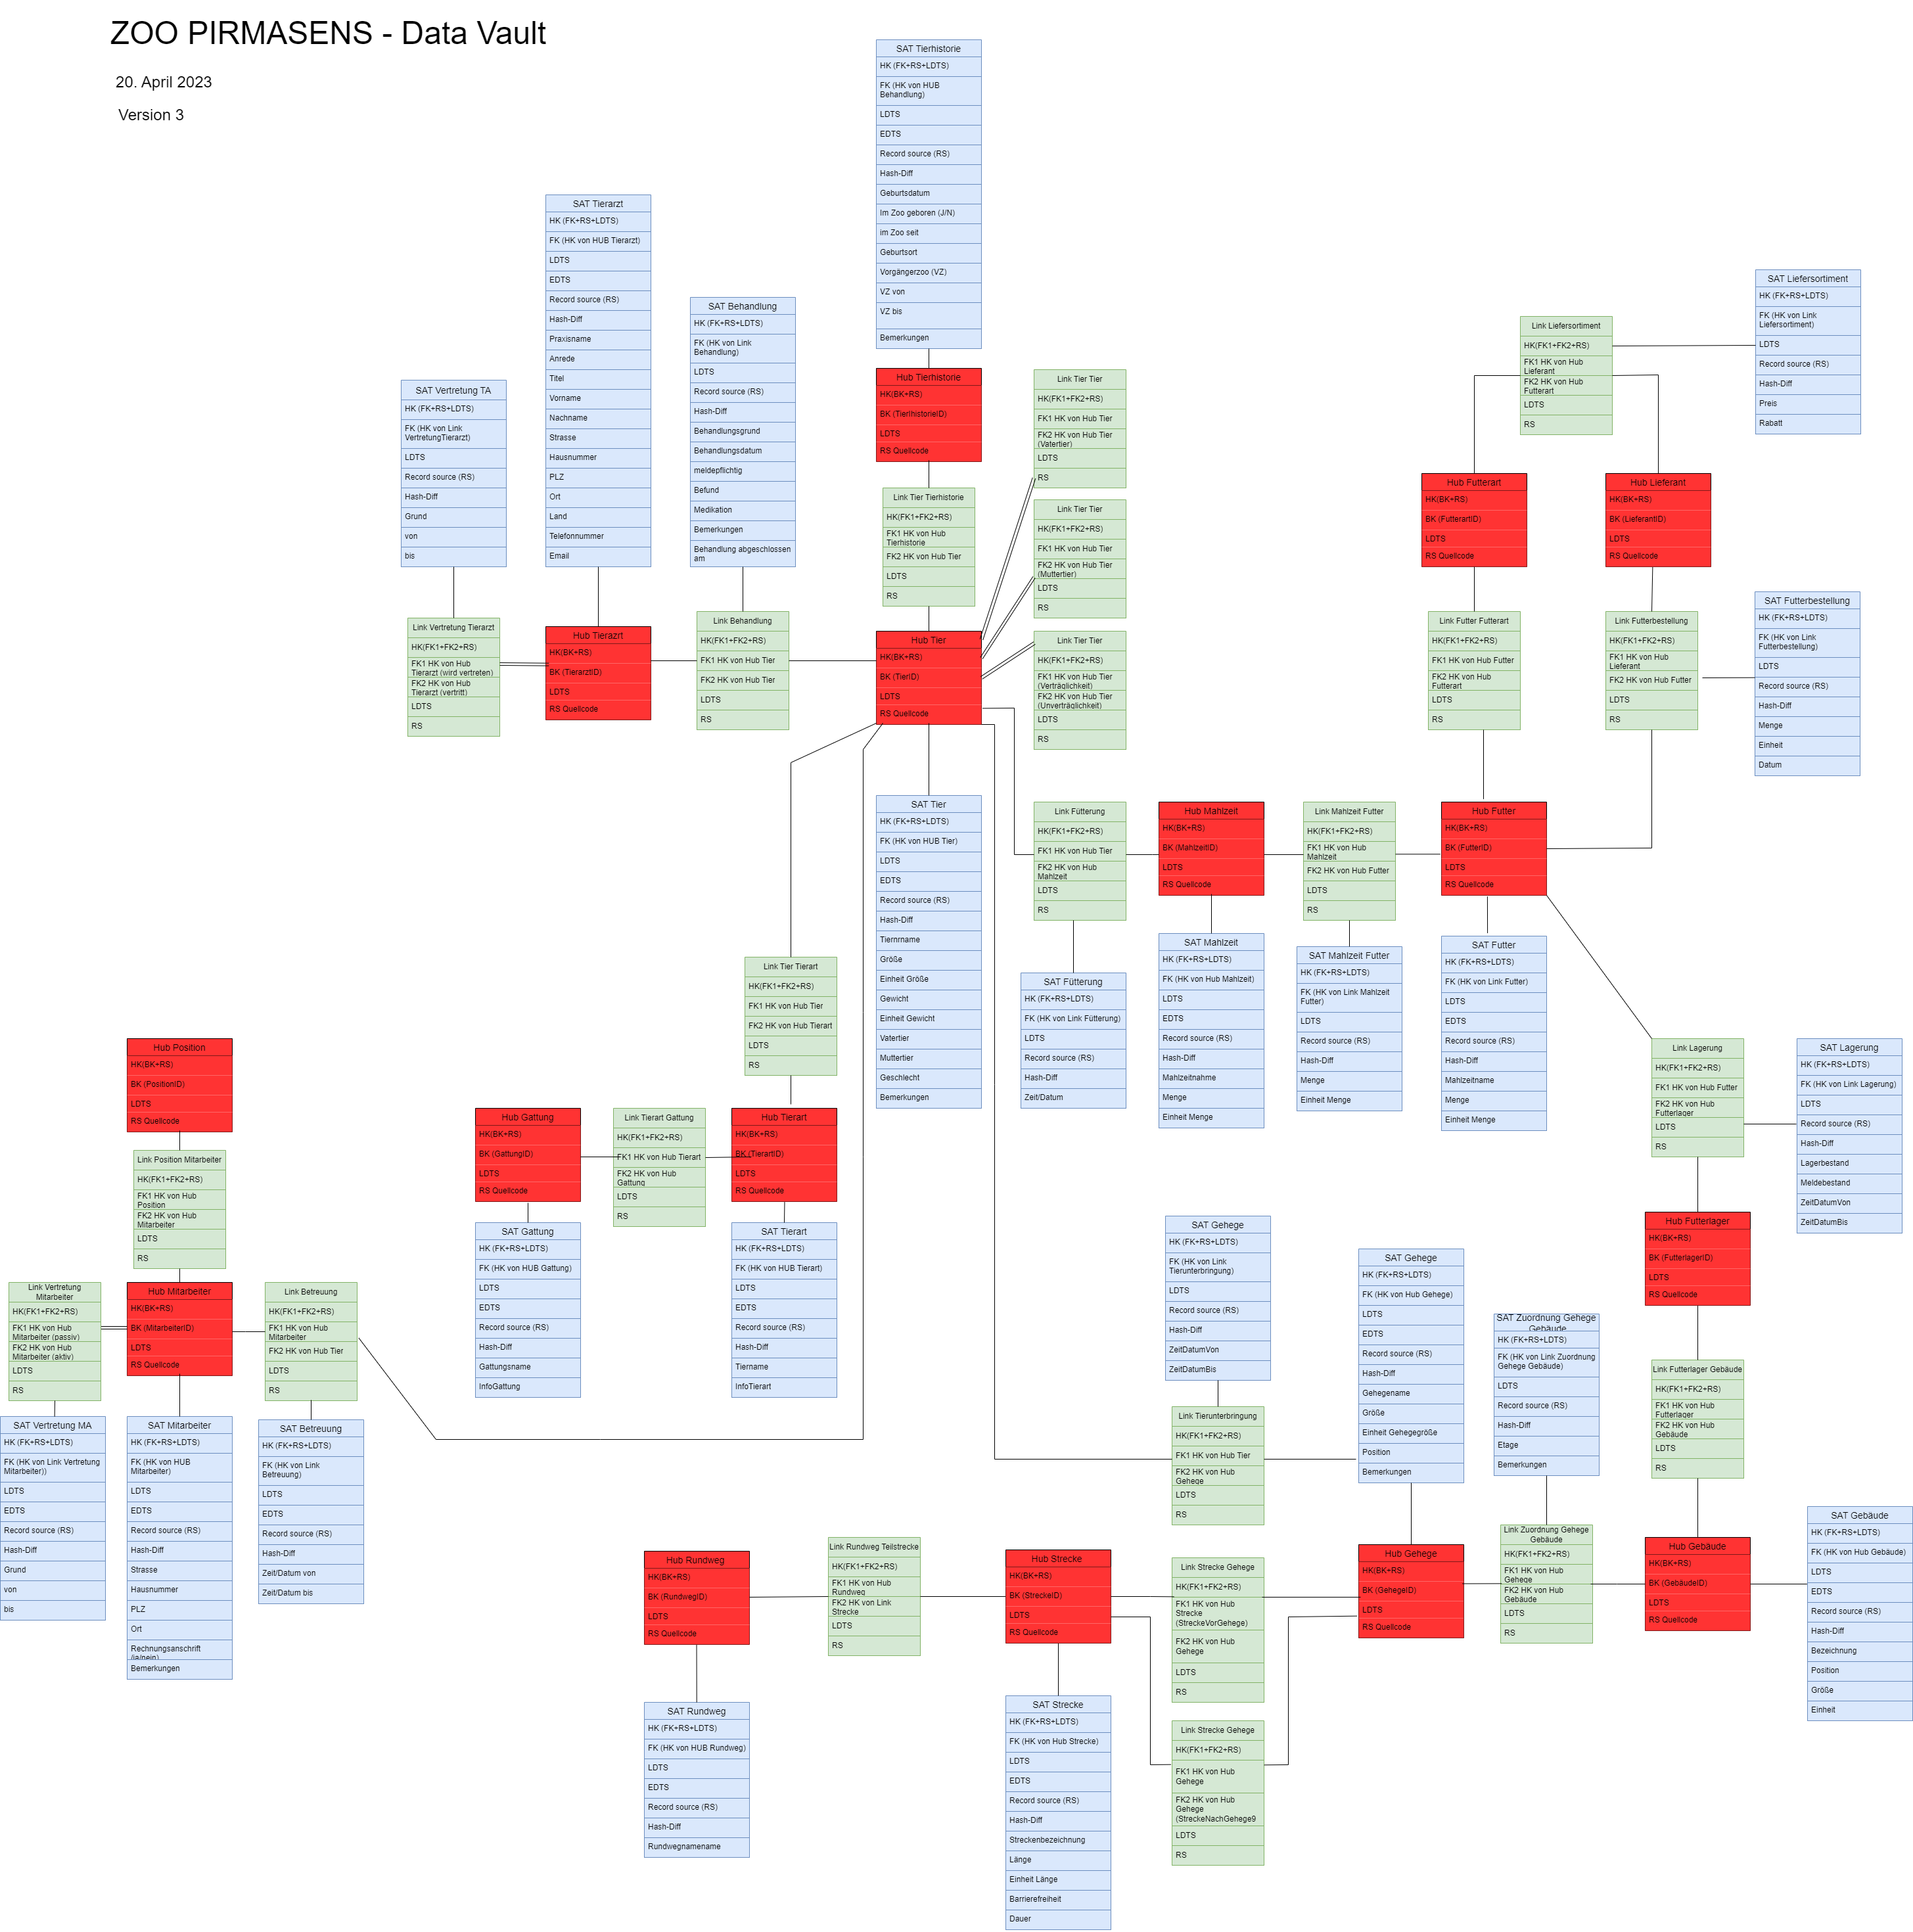 ZOO PIRMASENS - Data Vault
20. April 2023
Version 3
SAT Tierhistorie
HK (FK+RS+LDTS)
FK (HK von HUB
Behandlung)
LDTS
EDTS
Record source (RS)
Hash-Diff
Geburtsdatum
Im Zoo geboren (J/N)
im Zoo seit
Geburtsort
Vorgängerzoo (VZ)
VZ von
VZ bis
Bemerkungen
SAT Tierarzt
HK (FK+RS+LDTS)
FK (HK von HUB Tierarzt)
LDTS
EDTS
Record source (RS)
Hash-Diff
Praxisname
Anrede
Titel
Vorname
Nachname
Strasse
Hausnummer
PLZ
Ort
Land
Telefonnummer
Email
SAT Behandlung
HK (FK+RS+LDTS)
FK (HK von Link
Behandlung)
LDTS
Record source (RS)
Hash-Diff
Behandlungsgrund
Behandlungsdatum
meldepflichtig
Befund
Medikation
Bemerkungen
Behandlung abgeschlossen
am
SAT Vertretung TA
HK (FK+RS+LDTS)
FK (HK von Link
VertretungTierarzt)
LDTS
Record source (RS)
Hash-Diff
Grund
von
bis
Hub Tierhistorie
HK(BK+RS)
BK (TierlhistorieID)
LDTS
RS Quellcode
Link Tier Tierhistorie
HK(FK1+FK2+RS)
FK1 HK von Hub
Tierhistorie
FK2 HK von Hub Tier
LDTS
RS
Link Tier Tier
HK(FK1+FK2+RS)
FK1 HK von Hub Tier
FK2 HK von Hub Tier
(Vatertier)
LDTS
RS
Link Tier Tier
HK(FK1+FK2+RS)
FK1 HK von Hub Tier
FK2 HK von Hub Tier
(Muttertier)
LDTS
RS
Link Tier Tier
HK(FK1+FK2+RS)
FK1 HK von Hub Tier
(Verträglichkeit)
FK2 HK von Hub Tier
(Unverträglichkeit)
LDTS
RS
Link Liefersortiment
HK(FK1+FK2+RS)
FK1 HK von Hub
Lieferant
FK2 HK von Hub
Futterart
LDTS
RS
SAT Liefersortiment
HK (FK+RS+LDTS)
FK (HK von Link
Liefersortiment)
LDTS
Record source (RS)
Hash-Diff
Preis
Rabatt
Hub Futterart
HK(BK+RS)
BK (FutterartID)
LDTS
RS Quellcode
Hub Lieferant
HK(BK+RS)
BK (LieferantID)
LDTS
RS Quellcode
Link Vertretung Tierarzt
HK(FK1+FK2+RS)
FK1 HK von Hub
Tierarzt (wird vertreten)
FK2 HK von Hub
Tierarzt (vertritt)
LDTS
RS
Hub Tierazrt
HK(BK+RS)
BK (TierarztID)
LDTS
RS Quellcode
Link Behandlung
HK(FK1+FK2+RS)
FK1 HK von Hub Tier
FK2 HK von Hub Tier
LDTS
RS
Hub Tier
HK(BK+RS)
BK (TierID)
LDTS
RS Quellcode
Link Futter Futterart
HK(FK1+FK2+RS)
FK1 HK von Hub Futter
FK2 HK von Hub
Futterart
LDTS
RS
Link Futterbestellung
HK(FK1+FK2+RS)
FK1 HK von Hub
Lieferant
FK2 HK von Hub Futter
LDTS
RS
SAT Futterbestellung
HK (FK+RS+LDTS)
FK (HK von Link
Futterbestellung)
LDTS
Record source (RS)
Hash-Diff
Menge
Einheit
Datum
SAT Tier
HK (FK+RS+LDTS)
FK (HK von HUB Tier)
LDTS
EDTS
Record source (RS)
Hash-Diff
Tiernrname
Größe
Einheit Größe
Gewicht
Einheit Gewicht
Vatertier
Muttertier
Geschlecht
Bemerkungen
Link Fütterung
HK(FK1+FK2+RS)
FK1 HK von Hub Tier
FK2 HK von Hub
Mahlzeit
LDTS
RS
Hub Mahlzeit
HK(BK+RS)
BK (MahlzeitID)
LDTS
RS Quellcode
Link Mahlzeit Futter
HK(FK1+FK2+RS)
FK1 HK von Hub
Mahlzeit
FK2 HK von Hub Futter
LDTS
RS
Hub Futter
HK(BK+RS)
BK (FutterID)
LDTS
RS Quellcode
SAT Fütterung
HK (FK+RS+LDTS)
FK (HK von Link Fütterung)
LDTS
Record source (RS)
Hash-Diff
Zeit/Datum
SAT Mahlzeit
HK (FK+RS+LDTS)
FK (HK von Hub Mahlzeit)
LDTS
EDTS
Record source (RS)
Hash-Diff
Mahlzeitnahme
Menge
Einheit Menge
SAT Mahlzeit Futter
HK (FK+RS+LDTS)
FK (HK von Link Mahlzeit
Futter)
LDTS
Record source (RS)
Hash-Diff
Menge
Einheit Menge
SAT Futter
HK (FK+RS+LDTS)
FK (HK von Link Futter)
LDTS
EDTS
Record source (RS)
Hash-Diff
Mahlzeitname
Menge
Einheit Menge
Link Tier Tierart
HK(FK1+FK2+RS)
FK1 HK von Hub Tier
FK2 HK von Hub Tierart
LDTS
RS
Hub Position
HK(BK+RS)
BK (PositionID)
LDTS
RS Quellcode
Link Lagerung
HK(FK1+FK2+RS)
FK1 HK von Hub Futter
FK2 HK von Hub
Futterlager
LDTS
RS
SAT Lagerung
HK (FK+RS+LDTS)
FK (HK von Link Lagerung)
LDTS
Record source (RS)
Hash-Diff
Lagerbestand
Meldebestand
ZeitDatumVon
ZeitDatumBis
Hub Gattung
HK(BK+RS)
BK (GattungID)
LDTS
RS Quellcode
Link Tierart Gattung
HK(FK1+FK2+RS)
FK1 HK von Hub Tierart
FK2 HK von Hub
Gattung
LDTS
RS
Hub Tierart
HK(BK+RS)
BK (TierartID)
LDTS
RS Quellcode
Link Position Mitarbeiter
HK(FK1+FK2+RS)
FK1 HK von Hub
Position
FK2 HK von Hub
Mitarbeiter
LDTS
RS
SAT Gattung
HK (FK+RS+LDTS)
FK (HK von HUB Gattung)
LDTS
EDTS
Record source (RS)
Hash-Diff
Gattungsname
InfoGattung
SAT Tierart
HK (FK+RS+LDTS)
FK (HK von HUB Tierart)
LDTS
EDTS
Record source (RS)
Hash-Diff
Tiername
InfoTierart
SAT Gehege
HK (FK+RS+LDTS)
FK (HK von Link
Tierunterbringung)
LDTS
Record source (RS)
Hash-Diff
ZeitDatumVon
ZeitDatumBis
SAT Gehege
HK (FK+RS+LDTS)
FK (HK von Hub Gehege)
LDTS
EDTS
Record source (RS)
Hash-Diff
Gehegename
Größe
Einheit Gehegegröße
Position
Bemerkungen
Hub Futterlager
HK(BK+RS)
BK (FutterlagerID)
LDTS
RS Quellcode
Link Vertretung
Mitarbeiter
HK(FK1+FK2+RS)
FK1 HK von Hub
Mitarbeiter (passiv)
FK2 HK von Hub
Mitarbeiter (aktiv)
LDTS
RS
Hub Mitarbeiter
HK(BK+RS)
BK (MitarbeiterID)
LDTS
RS Quellcode
Link Betreuung
HK(FK1+FK2+RS)
FK1 HK von Hub
Mitarbeiter
FK2 HK von Hub Tier
LDTS
RS
SAT Zuordnung Gehege
Gebäude
HK (FK+RS+LDTS)
FK (HK von Link Zuordnung
Gehege Gebäude)
LDTS
Record source (RS)
Hash-Diff
Etage
Bemerkungen
Link Futterlager Gebäude
HK(FK1+FK2+RS)
FK1 HK von Hub
Futterlager
FK2 HK von Hub
Gebäude
LDTS
RS
SAT Vertretung MA
HK (FK+RS+LDTS)
FK (HK von Link Vertretung
Mitarbeiter))
LDTS
EDTS
Record source (RS)
Hash-Diff
Grund
von
bis
SAT Mitarbeiter
HK (FK+RS+LDTS)
FK (HK von HUB
Mitarbeiter)
LDTS
EDTS
Record source (RS)
Hash-Diff
Strasse
Hausnummer
PLZ
Ort
Rechnungsanschrift
(ja/nein)
Bemerkungen
SAT Betreuung
HK (FK+RS+LDTS)
FK (HK von Link
Betreuung)
LDTS
EDTS
Record source (RS)
Hash-Diff
Zeit/Datum von
Zeit/Datum bis
Link Tierunterbringung
HK(FK1+FK2+RS)
FK1 HK von Hub Tier
FK2 HK von Hub
Gehege
LDTS
RS
Hub Rundweg
HK(BK+RS)
BK (RundwegID)
LDTS
RS Quellcode
Link Rundweg Teilstrecke
HK(FK1+FK2+RS)
FK1 HK von Hub
Rundweg
FK2 HK von Link
Strecke
LDTS
RS
Hub Strecke
HK(BK+RS)
BK (StreckeID)
LDTS
RS Quellcode
Link Strecke Gehege
HK(FK1+FK2+RS)
FK1 HK von Hub
Strecke
(StreckeVorGehege)
FK2 HK von Hub
Gehege
LDTS
RS
Hub Gehege
HK(BK+RS)
BK (GehegeID)
LDTS
RS Quellcode
Link Zuordnung Gehege
Gebäude
HK(FK1+FK2+RS)
FK1 HK von Hub
Gehege
FK2 HK von Hub
Gebäude
LDTS
RS
Hub Gebäude
HK(BK+RS)
BK (GebäudeID)
LDTS
RS Quellcode
SAT Gebäude
HK (FK+RS+LDTS)
FK (HK von Hub Gebäude)
LDTS
EDTS
Record source (RS)
Hash-Diff
Bezeichnung
Position
Größe
Einheit
SAT Rundweg
HK (FK+RS+LDTS)
FK (HK von HUB Rundweg)
LDTS
EDTS
Record source (RS)
Hash-Diff
Rundwegnamename
SAT Strecke
HK (FK+RS+LDTS)
FK (HK von Hub Strecke)
LDTS
EDTS
Record source (RS)
Hash-Diff
Streckenbezeichnung
Länge
Einheit Länge
Barrierefreiheit
Dauer
Link Strecke Gehege
HK(FK1+FK2+RS)
FK1 HK von Hub
Gehege
FK2 HK von Hub
Gehege
(StreckeNachGehege9
LDTS
RS